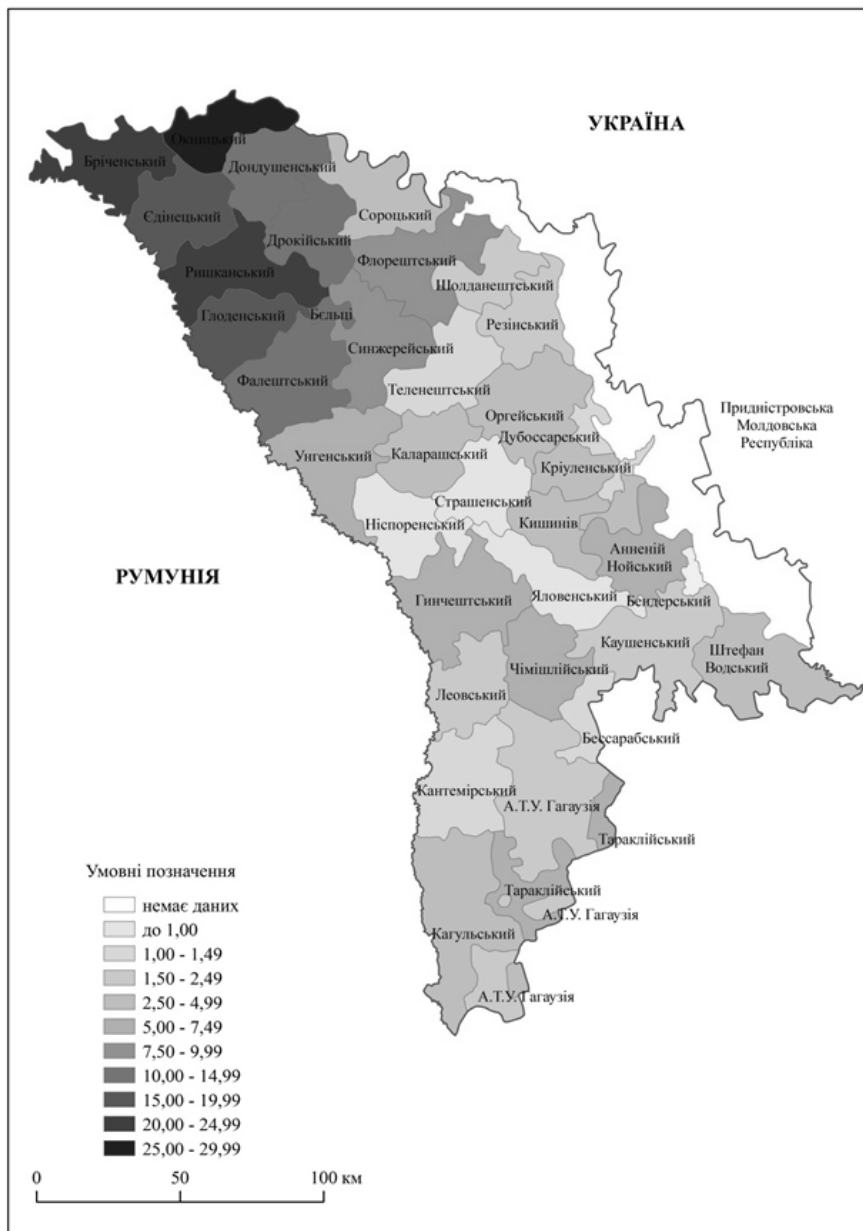 УКРАЇНА
Окницький
Бріченський
Дондушенський
Єдінецький
Сороцький
Дрокійський
Флорештський
Ришканський
Шолданештський
Глоденський
Бєльці
Резінський
Синжерейський
Фалештський
Теленештський
Придністровська
Молдовська
Республіка
Оргейський
Дубоссарський
Унгенський
Каларашський
Кріуленський
Страшенський
Ніспоренський
Кишинів
Анненій
Нойський
РУМУНІЯ
Гинчештський
Яловенський
Бендерський
Каушенський
Штефан
Водський
Чімішлійський
Леовський
Бессарабський
Кантемірський
А.Т.У. Гагаузія
Тараклійський
Тараклійський
А.Т.У. Гагаузія
Кагульський
А.Т.У. Гагаузія
Умовні позначення
немає даних
до 1,00
1,00 - 1,49
1,50 - 2,49
2,50 - 4,99
5,00 - 7,49
7,50 - 9,99
10,00 - 14,99
15,00 - 19,99
20,00 - 24,99
25,00 - 29,99
0 50 100 км